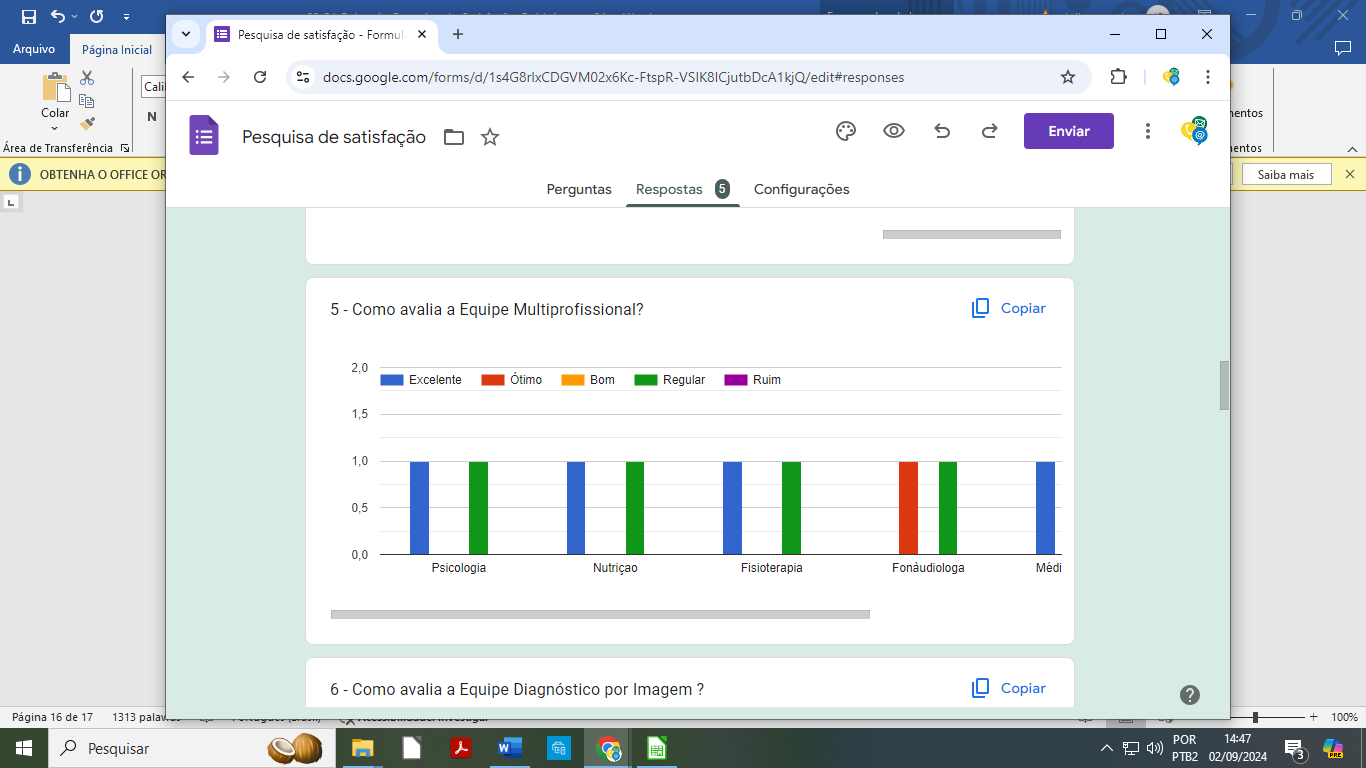 Arquivo
Página Inicial
Colar
N
Área de Transferência
OBTENHA O OFFICE OR
Saiba mais
Pesquisa de satisfação - Formul
docs.google.com/forms/d/1s4G8rIxCDGVM02x6Kc-FtspR-VSIK8ICjutbDcA1kjQ/edit#responses
Pesquisa de satisfação
Enviar
Perguntas
Respostas 5
Configurações
5 - Como avalia a Equipe Multiprofissional?
Copiar
2,0
Excelente Ótimo Bom Regular Ruim
1,5
1,0
0,5
0,0
Psicologia Nutriçao Fisioterapia Fonàudiologa Médi
6 - Como avalia a Equipe Diagnóstico por Imagem ?
Copiar
Página 16 de 17
100%
Pesquisar
POR
PTB2
14:47
02/09/2024
3
PRE